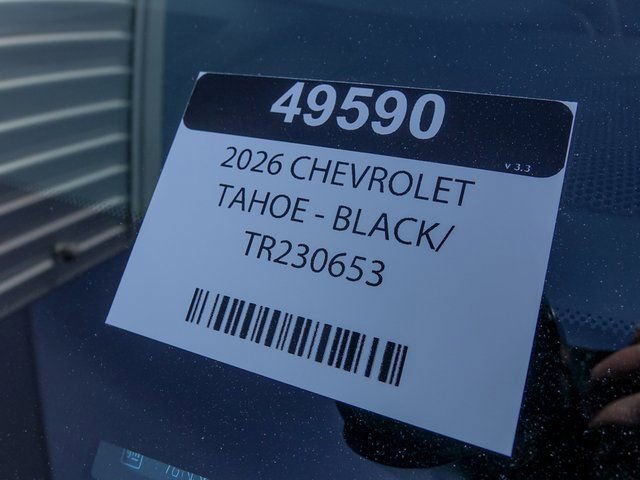 49590
v 3.3
2026 CHEVROLET
TAHOE - BLACK/
TR230653